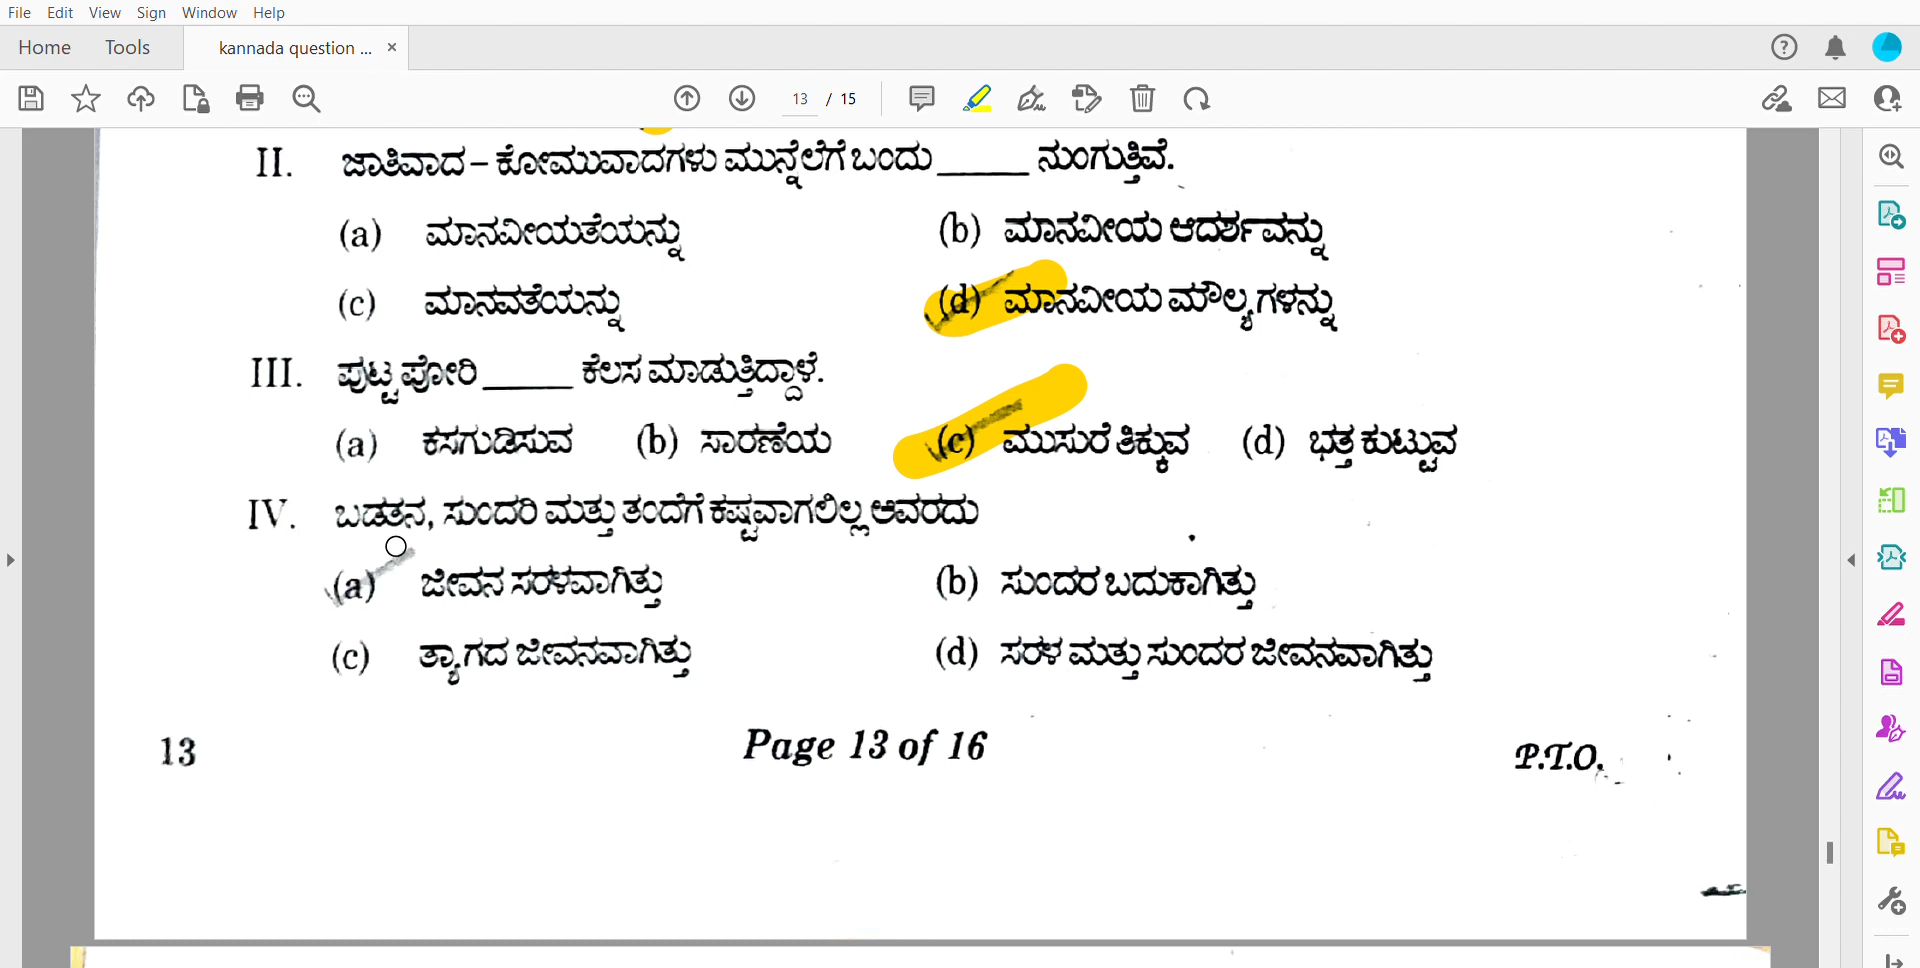 File Edit View Sign Window Help
Home Tools kannada question ... ×
13 / 15
II. ಜಾತಿವಾದ – ಕೋಮುವಾದಗಳು ಮುನ್ನೆಲೆಗೆ ಬಂದು _____ ನುಂಗುತ್ತಿವೆ.
(a) ಮಾನವೀಯತೆಯನ್ನು (b) ಮಾನವೀಯ ಆದರ್ಶವನ್ನು
(c) ಮಾನವತೆಯನ್ನು (d) ಮಾನವೀಯ ಮೌಲ್ಯಗಳನ್ನು
III. ಪುಟ್ಟ ಪೋರಿ _____ ಕೆಲಸ ಮಾಡುತ್ತಿದ್ದಾಳೆ.
(a) ಕಸಗುಡಿಸುವ (b) ಸಾರಣೆಯ (c) ಮುಸುರೆ ತಿಕ್ಕುವ (d) ಭತ್ತ ಕುಟ್ಟುವ
IV. ಬಡತನ, ಸುಂದರಿ ಮತ್ತು ತಂದೆಗೆ ಕಷ್ಟವಾಗಲಿಲ್ಲ ಅವರದು
(a) ಜೀವನ ಸರಳವಾಗಿತ್ತು (b) ಸುಂದರ ಬದುಕಾಗಿತ್ತು
(c) ತ್ಯಾಗದ ಜೀವನವಾಗಿತ್ತು (d) ಸರಳ ಮತ್ತು ಸುಂದರ ಜೀವನವಾಗಿತ್ತು
13 Page 13 of 16 P.T.O.